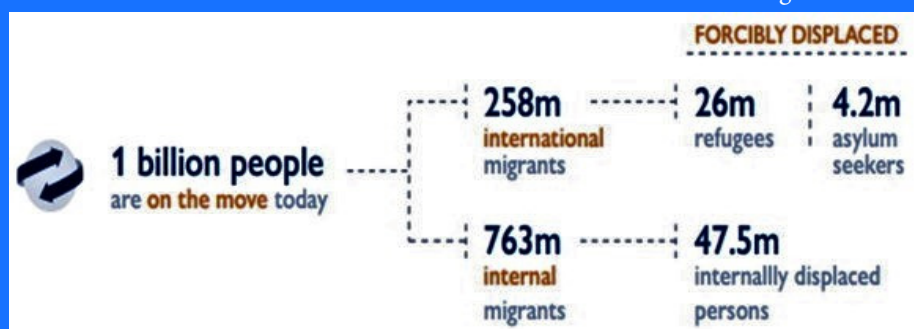 FORCIBLY DISPLACED
1 billion people
are on the move today
258m
international
migrants
26m
refugees
4.2m
asylum
seekers
763m
internal
migrants
47.5m
internallly displaced
persons